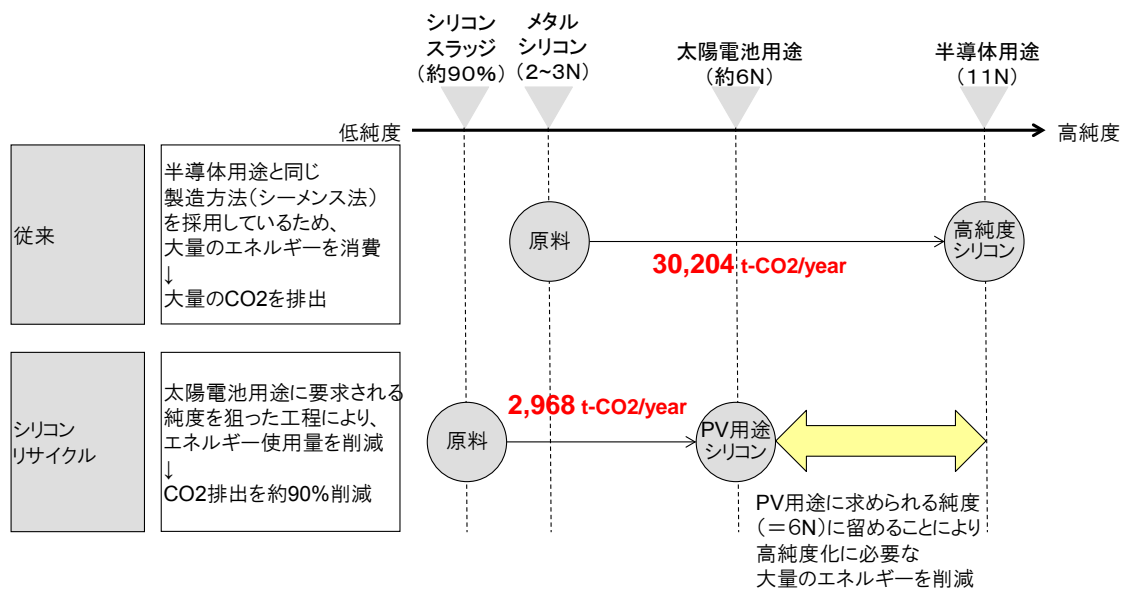 シリコン
スラッジ
（約90%）
メタル
シリコン
（2~3N）
太陽電池用途
（約6N）
半導体用途
（11N）
低純度
高純度
従来
半導体用途と同じ
製造方法（シーメンス法）
を採用しているため、
大量のエネルギーを消費
↓
大量のCO2を排出
原料
30,204 t-CO2/year
高純度
シリコン
シリコン
リサイクル
太陽電池用途に要求される
純度を狙った工程により、
エネルギー使用量を削減
↓
CO2排出を約90%削減
原料
2,968 t-CO2/year
PV用途
シリコン
PV用途に求められる純度
（＝6N）に留めることにより
高純度化に必要な
大量のエネルギーを削減